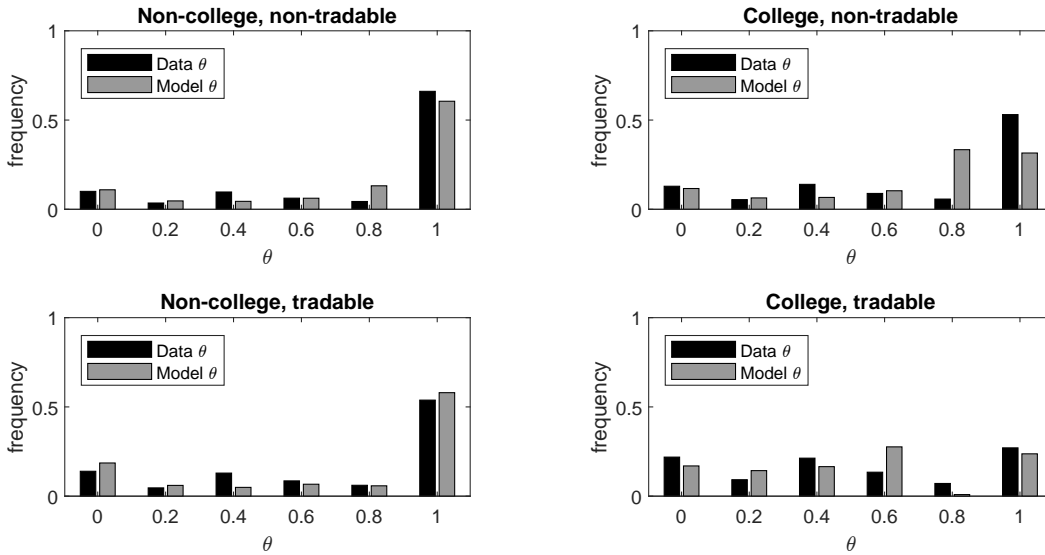 Non-college, non-tradable
1
0.5
0
frequency
Data θ
Model θ
0 0.2 0.4 0.6 0.8 1
θ
College, non-tradable
1
0.5
0
frequency
Data θ
Model θ
0 0.2 0.4 0.6 0.8 1
θ
Non-college, tradable
1
0.5
0
frequency
Data θ
Model θ
0 0.2 0.4 0.6 0.8 1
θ
College, tradable
1
0.5
0
frequency
Data θ
Model θ
0 0.2 0.4 0.6 0.8 1
θ